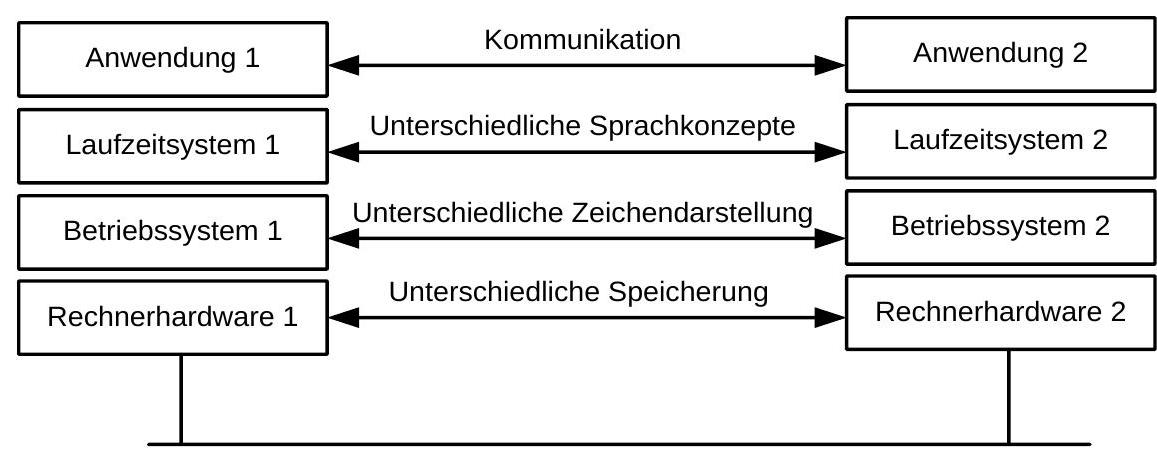 Anwendung 1
Kommunikation
Anwendung 2
Laufzeitsystem 1
Unterschiedliche Sprachkonzepte
Laufzeitsystem 2
Betriebssystem 1
Unterschiedliche Zeichendarstellung
Betriebssystem 2
Rechnerhardware 1
Unterschiedliche Speicherung
Rechnerhardware 2